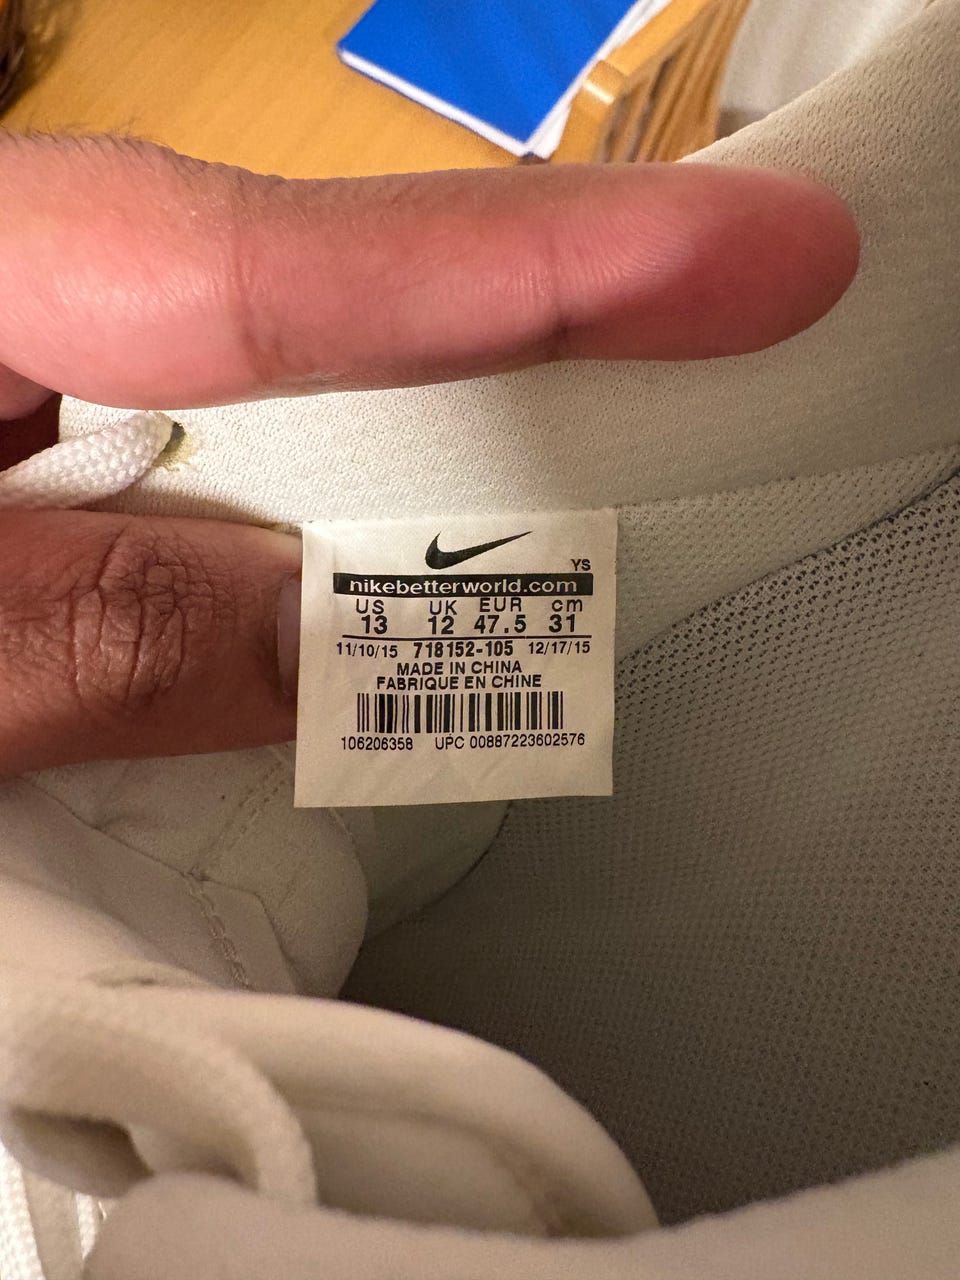 YS
nikebetterworld.com
US UK EUR cm
13 12 47.5 31
11/10/15 718152-105 12/17/15
MADE IN CHINA
FABRIQUE EN CHINE
106206358 UPC 00887223602576